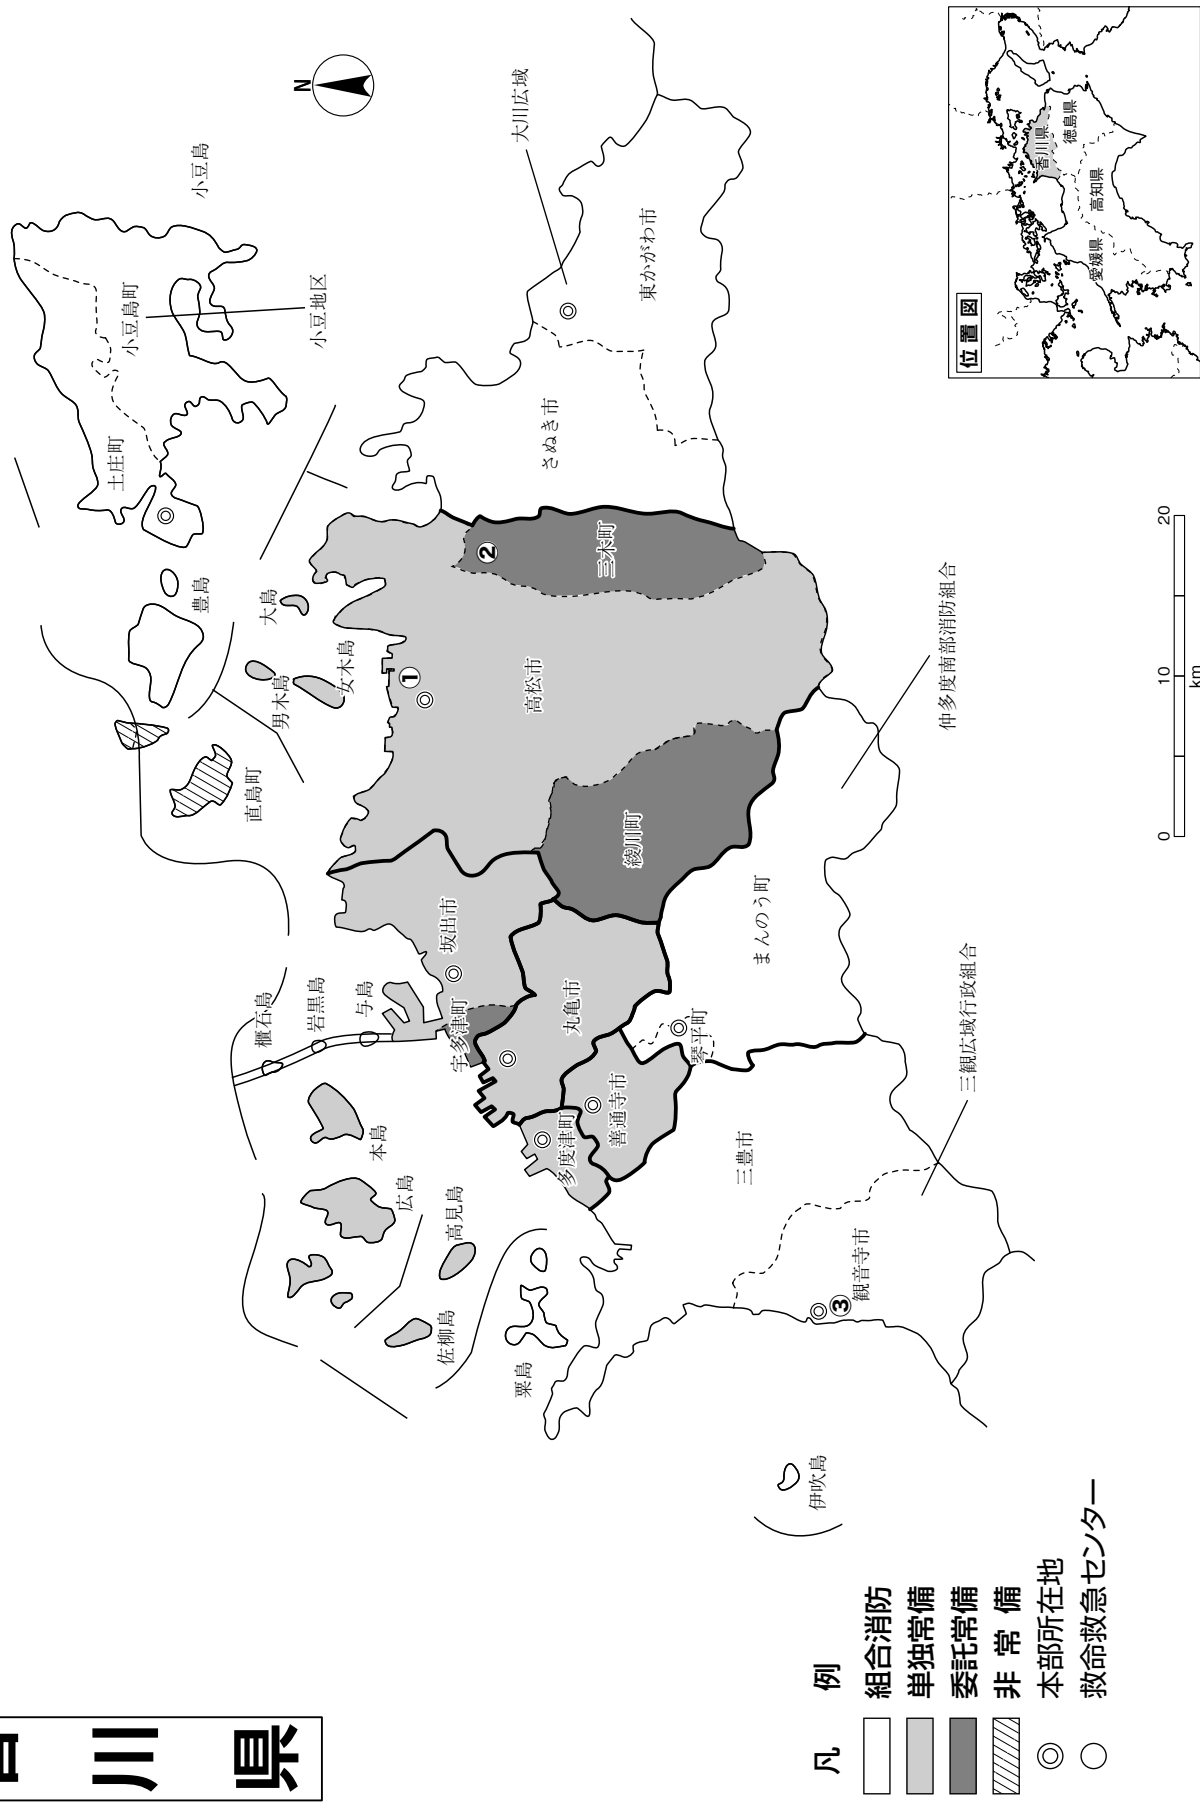 川県
小豆島
小豆島町
小豆地区
土庄町
豊島
大島
男木島
女木島
直島町
N
大川広域
東かがわ市
さぬき市
三木町
②
①
高松市
綾川町
仲多度南部消防組合
まんのう町
坂出市
宇多津町
丸亀市
琴平町
善通寺市
多度津町
櫃石島
岩黒島
与島
本島
広島
高見島
佐柳島
粟島
三豊市
観音寺市
③
三観広域行政組合
伊吹島
凡例
組合消防
単独常備
委託常備
非常備
本部所在地
救命救急センター
0 10 20
km
位置図
香川県
徳島県
高知県
愛媛県